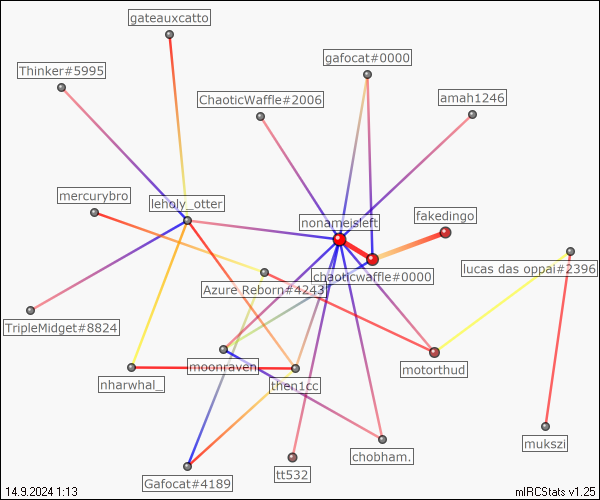 gateauxcatto
gafocat#0000
Thinker#5995
ChaoticWaffle#2006
amah1246
mercurybro
leholy_otter
nonameisleft
fakedingo
lucas das oppai#2396
chaoticwaffle#0000
Azure Reborn#4243
TripleMidget#8824
moonraven
motorthud
nharwhal_
then1cc
mukszi
chobham.
tt532
Gafocat#4189
14.9.2024 1:13
mIRCStats v1.25